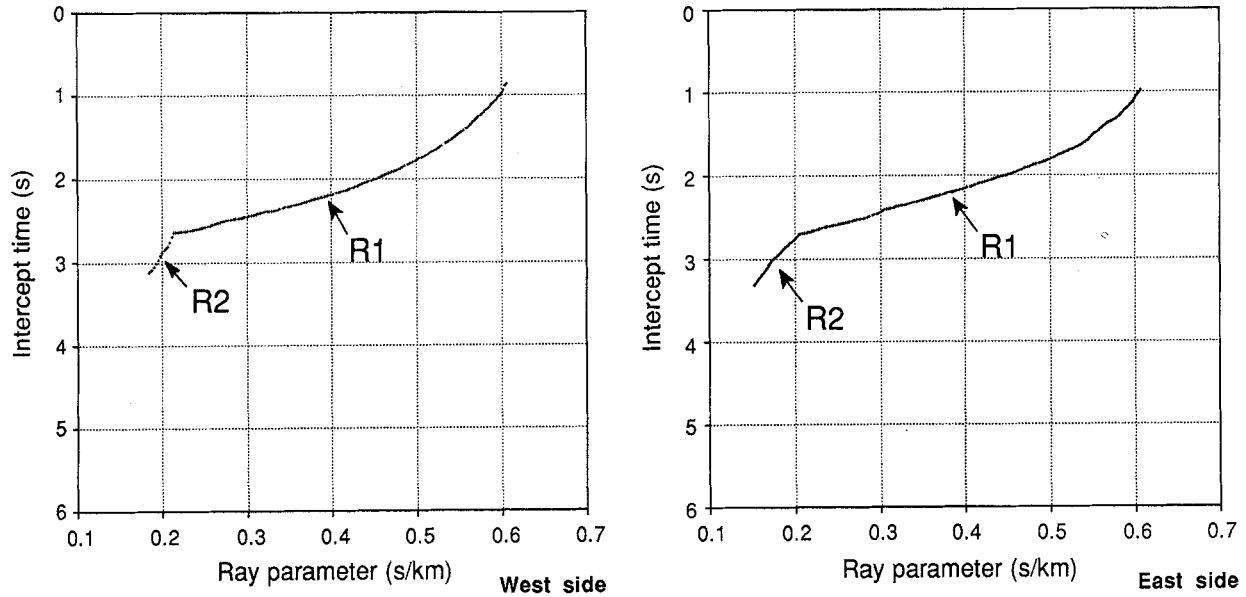 0
1
2
3
4
5
6
Intercept time (s)
0.1 0.2 0.3 0.4 0.5 0.6 0.7
Ray parameter (s/km)
R1
R2
West side
0
1
2
3
4
5
6
Intercept time (s)
0.1 0.2 0.3 0.4 0.5 0.6 0.7
Ray parameter (s/km)
R1
R2
East side